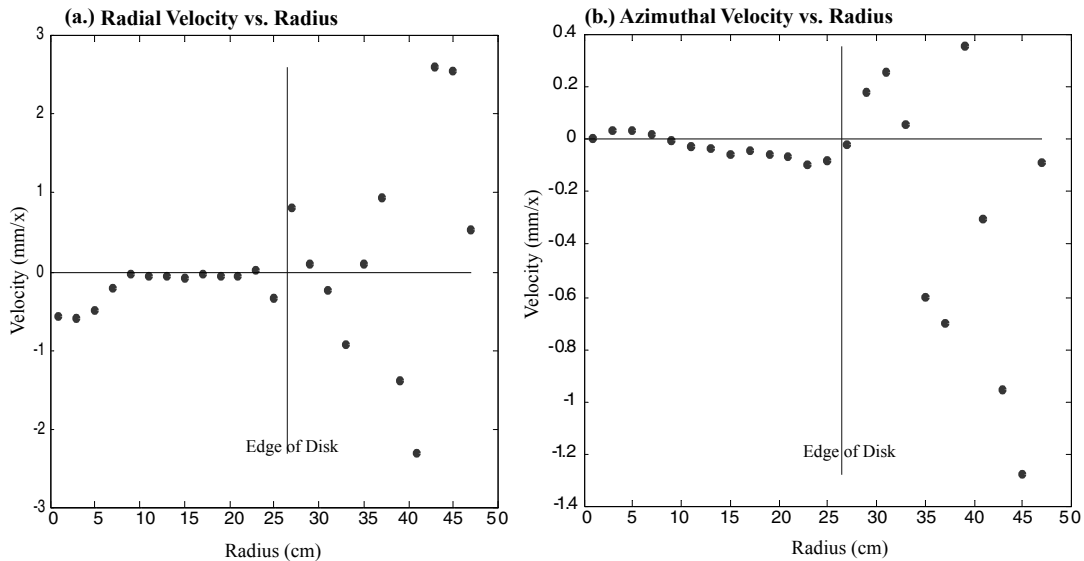 (a.) Radial Velocity vs. Radius
3
2
1
0
-1
-2
-3
Velocity (mm/x)
Edge of Disk
0 5 10 15 20 25 30 35 40 45 50
Radius (cm)
(b.) Azimuthal Velocity vs. Radius
0.4
0.2
0
-0.2
-0.4
-0.6
-0.8
-1
-1.2
-1.4
Velocity (mm/x)
Edge of Disk
0 5 10 15 20 25 30 35 40 45 50
Radius (cm)